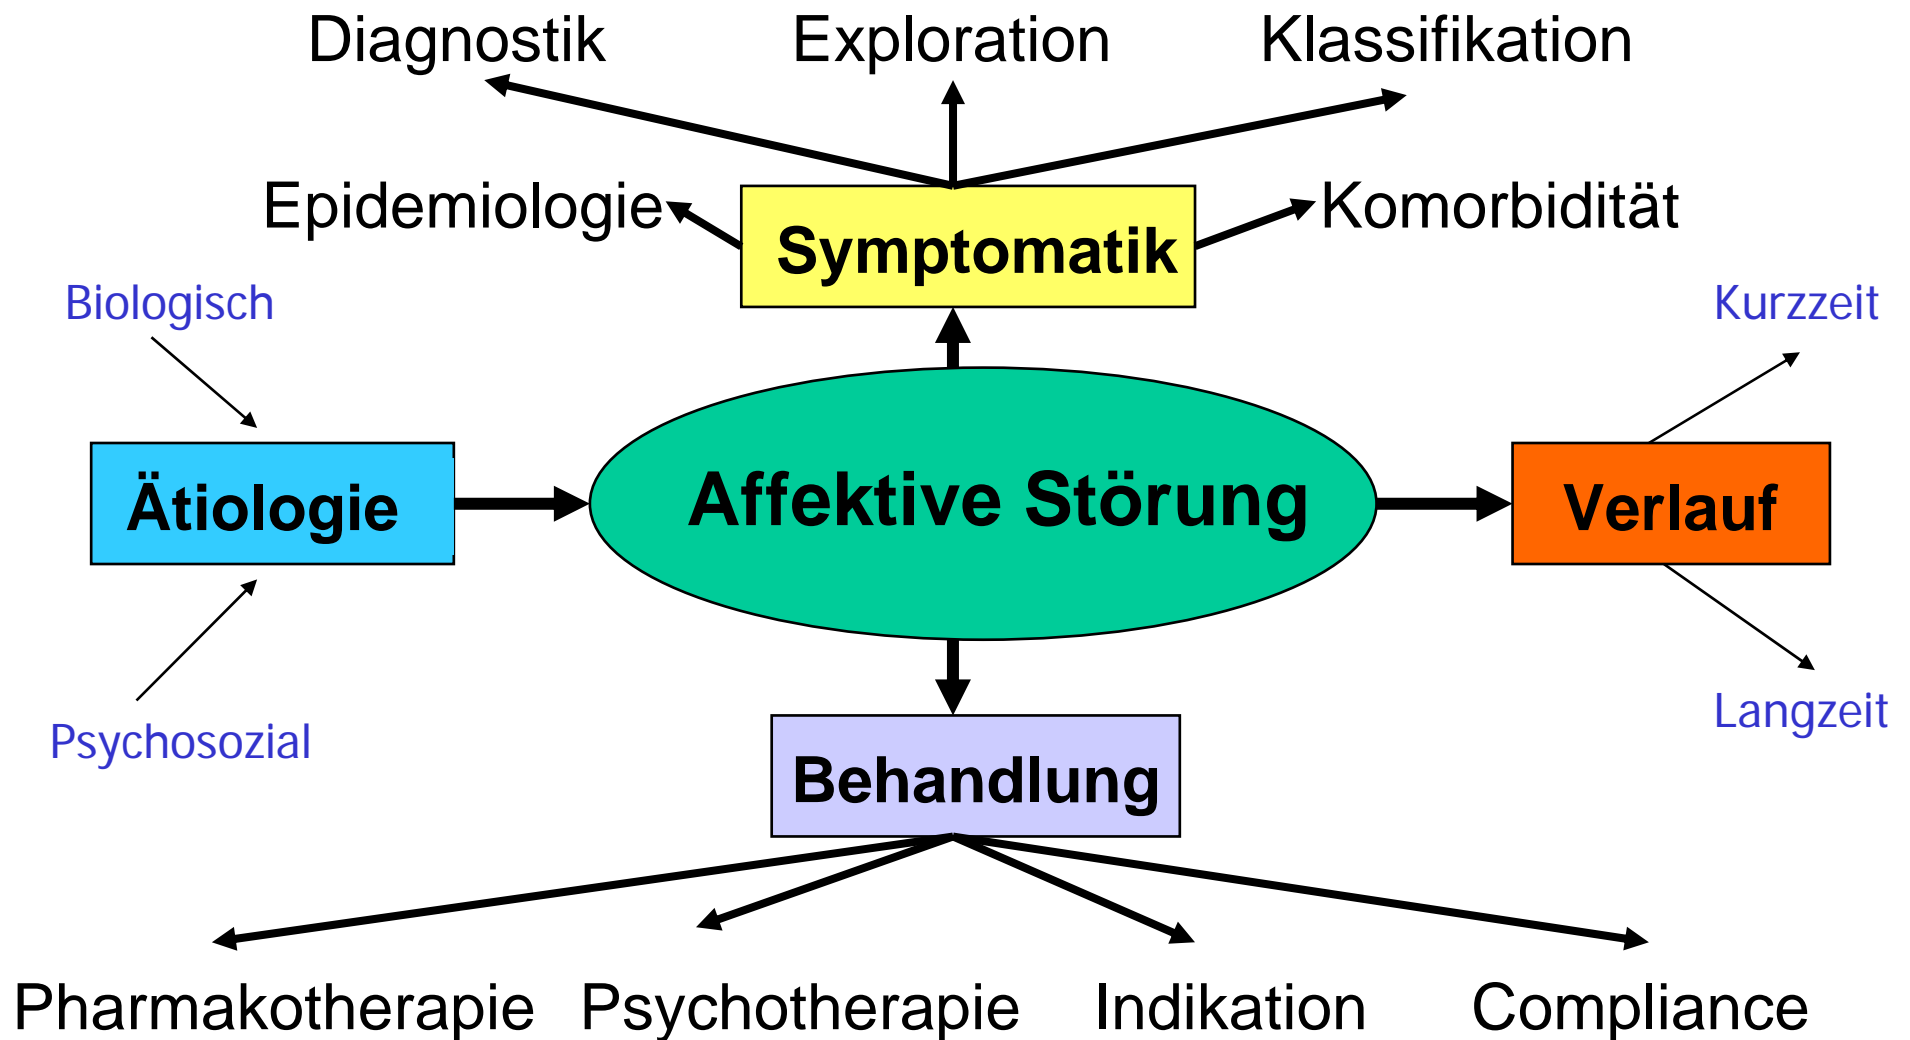 Diagnostik Exploration Klassifikation
Epidemiologie Komorbidität
Symptomatik
Biologisch Kurzzeit
Ätiologie Affektive Störung Verlauf
Psychosozial Langzeit
Behandlung
Pharmakotherapie Psychotherapie Indikation Compliance